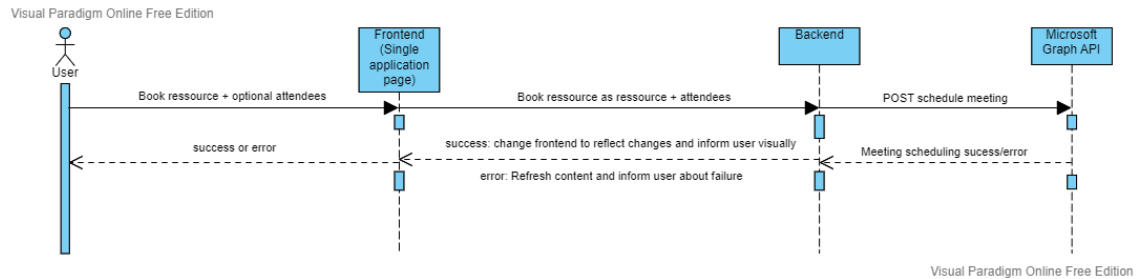 Visual Paradigm Online Free Edition
User
Frontend
(Single
application
page)
Backend
Microsoft
Graph API
Book ressource + optional attendees
Book ressource as ressource + attendees
POST schedule meeting
success or error
success: change frontend to reflect changes and inform user visually
Meeting scheduling sucess/error
error: Refresh content and inform user about failure
Visual Paradigm Online Free Edition